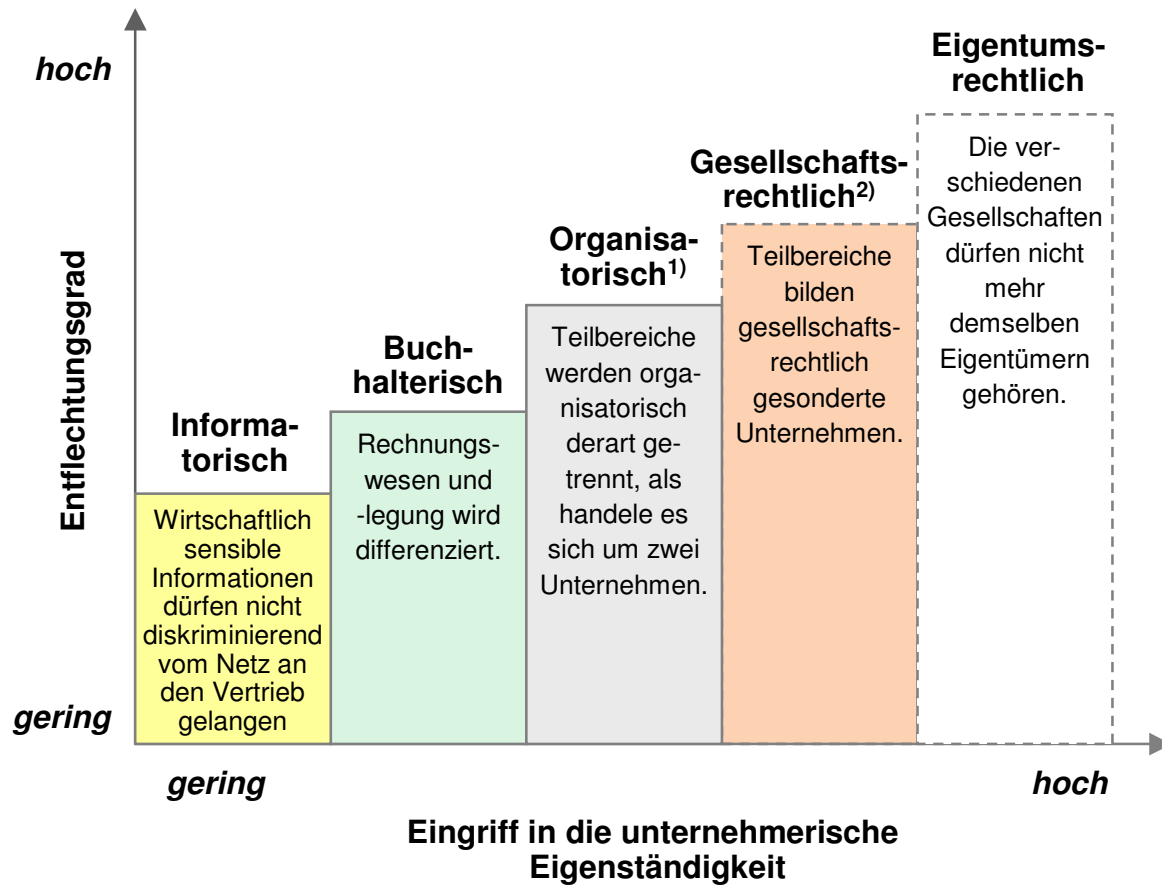 hoch
Entflechtungsgrad
gering
Informa-
torisch
Wirtschaftlich
sensible
Informationen
dürfen nicht
diskriminierend
vom Netz an
den Vertrieb
gelangen
Buch-
halterisch
Rechnungs-
wesen und
-legung wird
differenziert.
Organisa-
torisch1)
Teilbereiche
werden orga-
nisatorisch
derart ge-
trennt, als
handele es
sich um zwei
Unternehmen.
Gesellschafts-
rechtlich2)
Teilbereiche
bilden
gesellschafts-
rechtlich
gesonderte
Unternehmen.
Eigentums-
rechtlich
Die ver-
schiedenen
Gesellschaften
dürfen nicht
mehr
demselben
Eigentümern
gehören.
gering
hoch
Eingriff in die unternehmerische
Eigenständigkeit